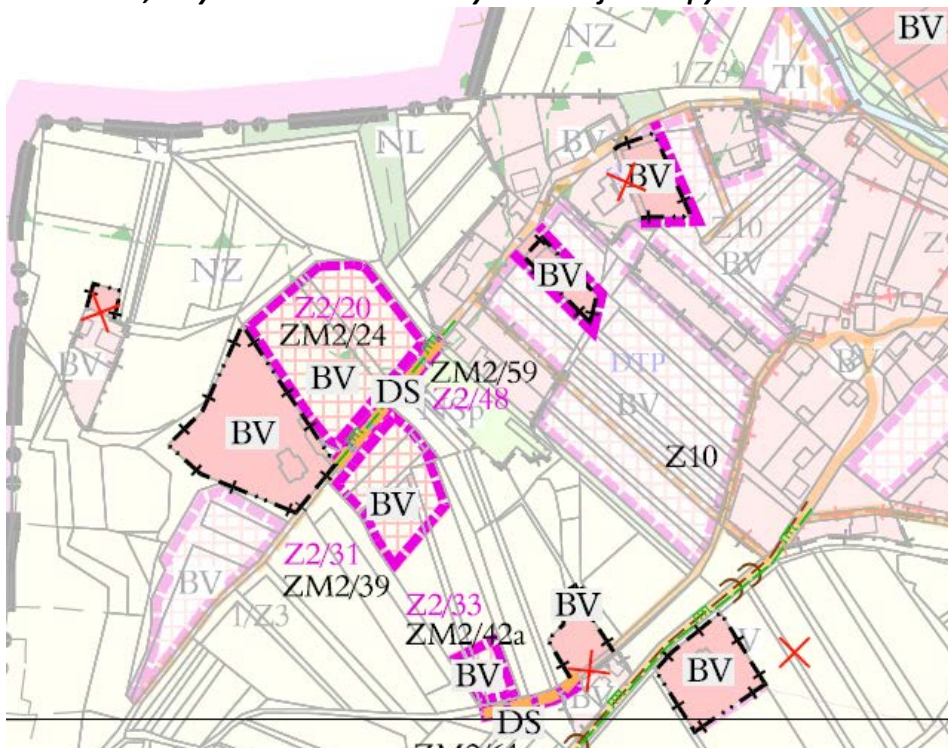 BV
NZ
1/Z39
TI
NL
NL
BV
BV
NZ
Z10
BV
BV
Z2/20
ZM2/24
BV
DS
ZM2/59
Z2/48
DTP
BV
BV
BV
BV
Z10
BV
BV
Z2/31
ZM2/39
1/Z3
Z2/33
ZM2/42a
BV
BV
BV
BV
DS